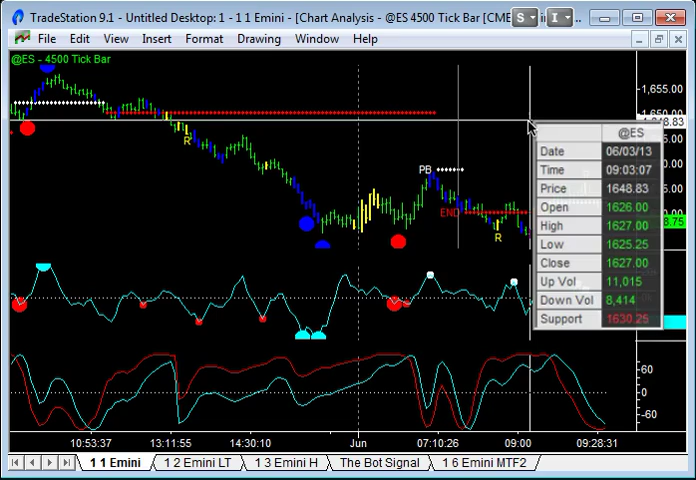 TradeStation 9.1 - Untitled Desktop: 1 - 1 1 Emini - [Chart Analysis - @ES 4500 Tick Bar [CME
S
I
File Edit View Insert Format Drawing Window Help
@ES - 4500 Tick Bar
1,655.00
1,650.00
8.83
45.00
R
PB
END
R
8.75
@ES
Date 06/03/13
Time 09:03:07
Price 1648.83
Open 1626.00
High 1627.00
Low 1625.25
Close 1627.00
Up Vol 11,015
Down Vol 8,414
Support 1630.25
60
0
-60
10:53:37 13:11:55 14:30:10 Jun 07:10:26 09:00 09:28:31
1 1 Emini 1 2 Emini LT 1 3 Emini H The Bot Signal 1 6 Emini MTF2